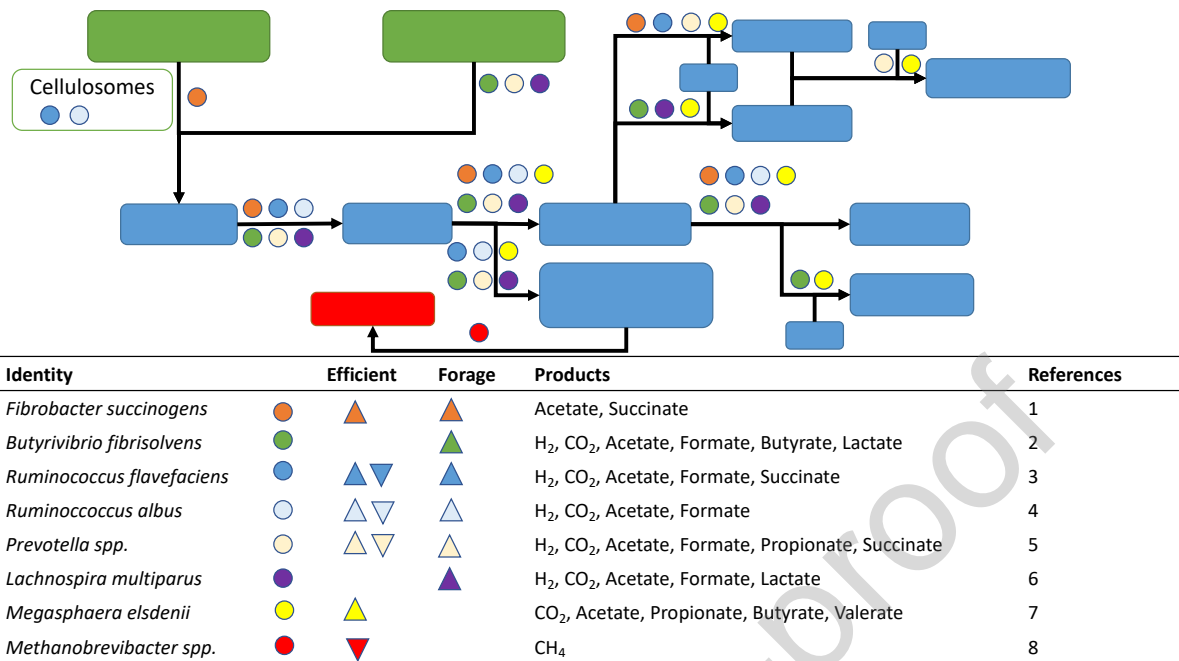 Cellulosomes
Identity Efficient Forage Products References
Fibrobacter succinogens Acetate, Succinate 1
Butyrivibrio fibrisolvens H₂, CO₂, Acetate, Formate, Butyrate, Lactate 2
Ruminococcus flavefaciens H₂, CO₂, Acetate, Formate, Succinate 3
Ruminoccoccus albus H₂, CO₂, Acetate, Formate 4
Prevotella spp. H₂, CO₂, Acetate, Formate, Propionate, Succinate 5
Lachnospira multiparus H₂, CO₂, Acetate, Formate, Lactate 6
Megasphaera elsdenii CO₂, Acetate, Propionate, Butyrate, Valerate 7
Methanobrevibacter spp. CH₄ 8
proof